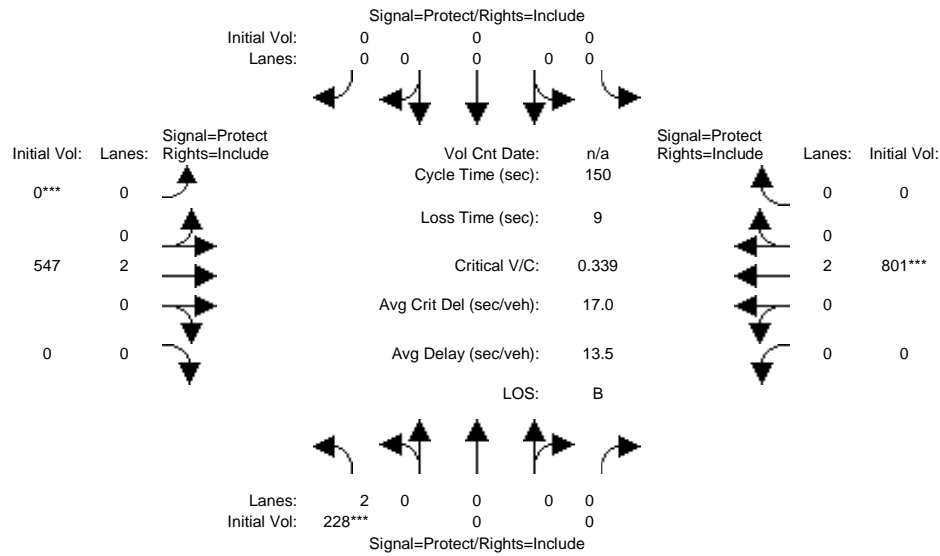 Signal=Protect/Rights=Include
Initial Vol: 0 0 0
Lanes: 0 0 0 0 0
Signal=Protect
Initial Vol: Lanes: Rights=Include
Vol Cnt Date: n/a
Signal=Protect
Rights=Include Lanes: Initial Vol:
Cycle Time (sec): 150
0*** 0
0 0
Loss Time (sec): 9
0
0
547 2
Critical V/C: 0.339
2 801***
0
Avg Crit Del (sec/veh): 17.0
0
0 0
Avg Delay (sec/veh): 13.5
0 0
LOS: B
Lanes: 2 0 0 0 0
Initial Vol: 228*** 0 0
Signal=Protect/Rights=Include